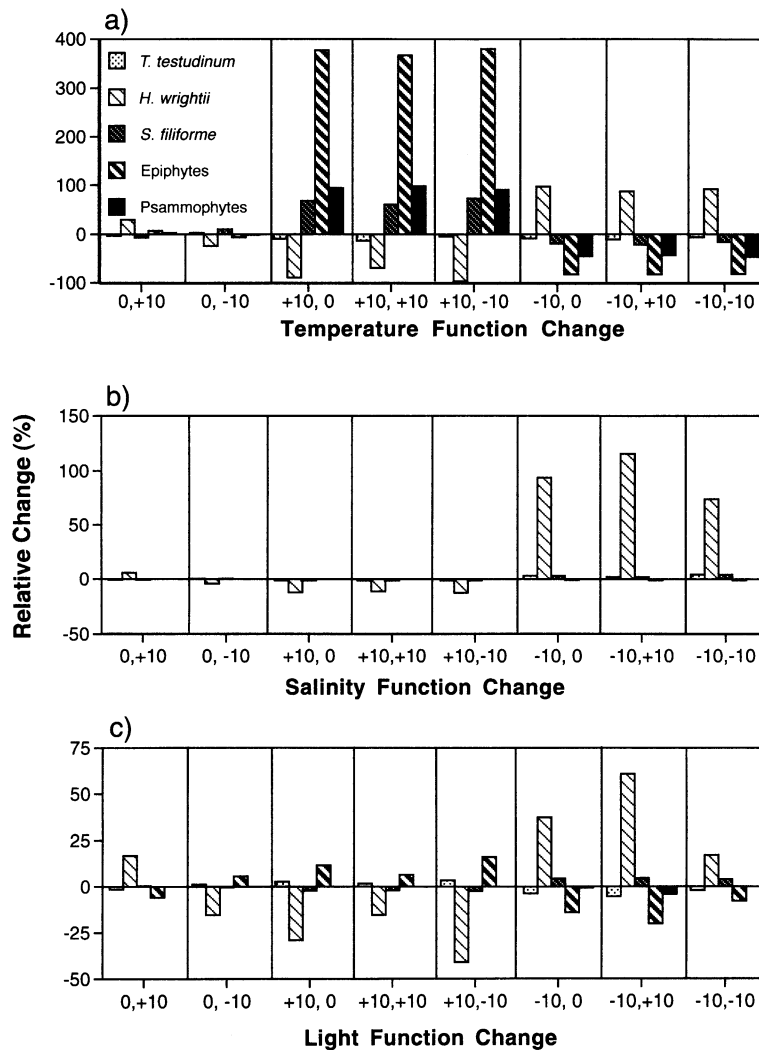 a)
400
300
200
100
0
-100
T. testudinum
H. wrightii
S. filiforme
Epiphytes
Psammophytes
0,+10 0, -10 +10, 0 +10, +10 +10, -10 -10, 0 -10, +10 -10,-10
Temperature Function Change
Relative Change (%)
b)
150
100
50
0
-50
0,+10 0, -10 +10, 0 +10,+10 +10,-10 -10, 0 -10,+10 -10,-10
Salinity Function Change
c)
75
50
25
0
-25
-50
0,+10 0, -10 +10, 0 +10,+10 +10,-10 -10, 0 -10,+10 -10,-10
Light Function Change